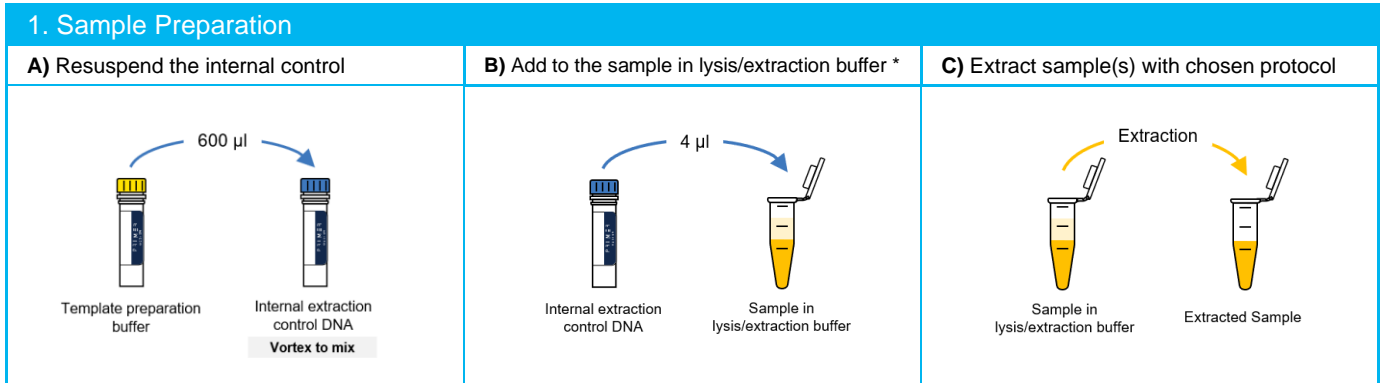 1. Sample Preparation
A) Resuspend the internal control
B) Add to the sample in lysis/extraction buffer *
C) Extract sample(s) with chosen protocol
600 µl
Template preparation
buffer
Internal extraction
control DNA
Vortex to mix
4 µl
Internal extraction
control DNA
Sample in
lysis/extraction buffer
Extraction
Sample in
lysis/extraction buffer
Extracted Sample